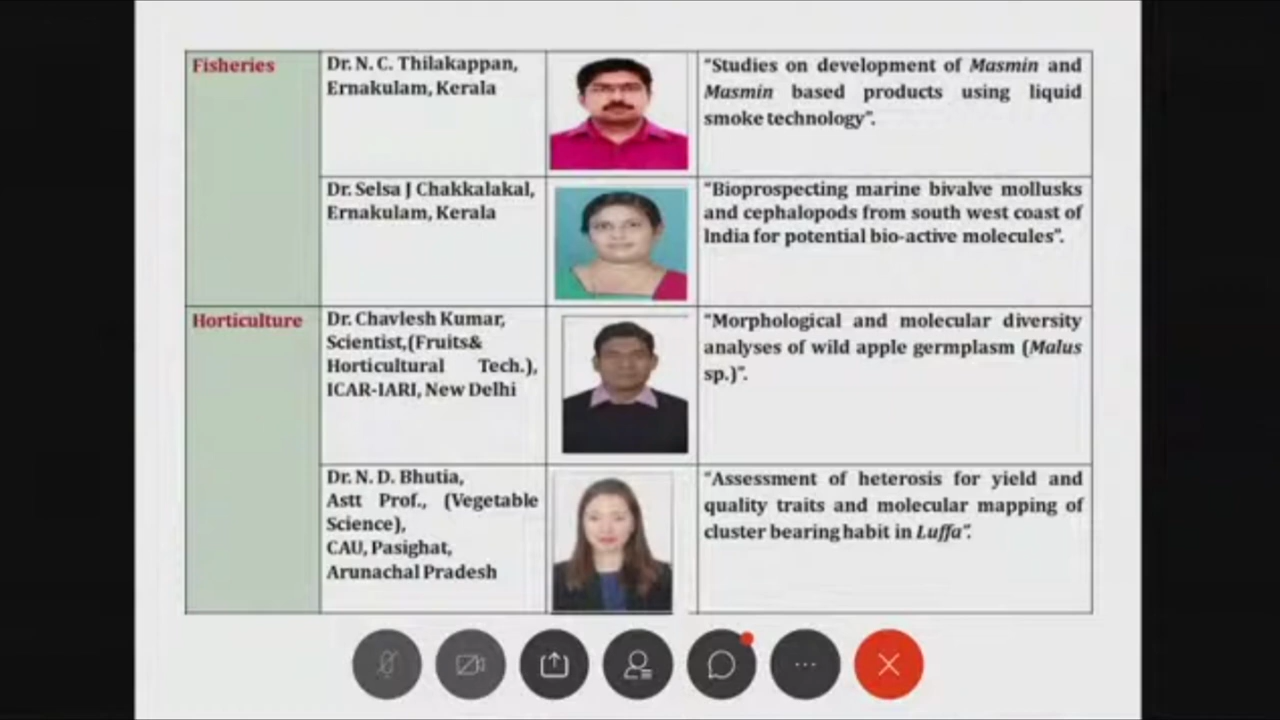 Fisheries
Dr. N. C. Thilakappan,
Ernakulam, Kerala
"Studies on development of Masmin and
Masmin based products using liquid
smoke technology".
Dr. Selsa J Chakkalakal,
Ernakulam, Kerala
"Bioprospecting marine bivalve mollusks
and cephalopods from south west coast of
India for potential bio-active molecules".
Horticulture
Dr. Chavlesh Kumar,
Scientist,(Fruits&
Horticultural Tech.),
ICAR-IARI, New Delhi
"Morphological and molecular diversity
analyses of wild apple germplasm (Malus
sp.)".
Dr. N. D. Bhutia,
Astt Prof., (Vegetable
Science),
CAU, Pasighat,
Arunachal Pradesh
"Assessment of heterosis for yield and
quality traits and molecular mapping of
cluster bearing habit in Luffa".